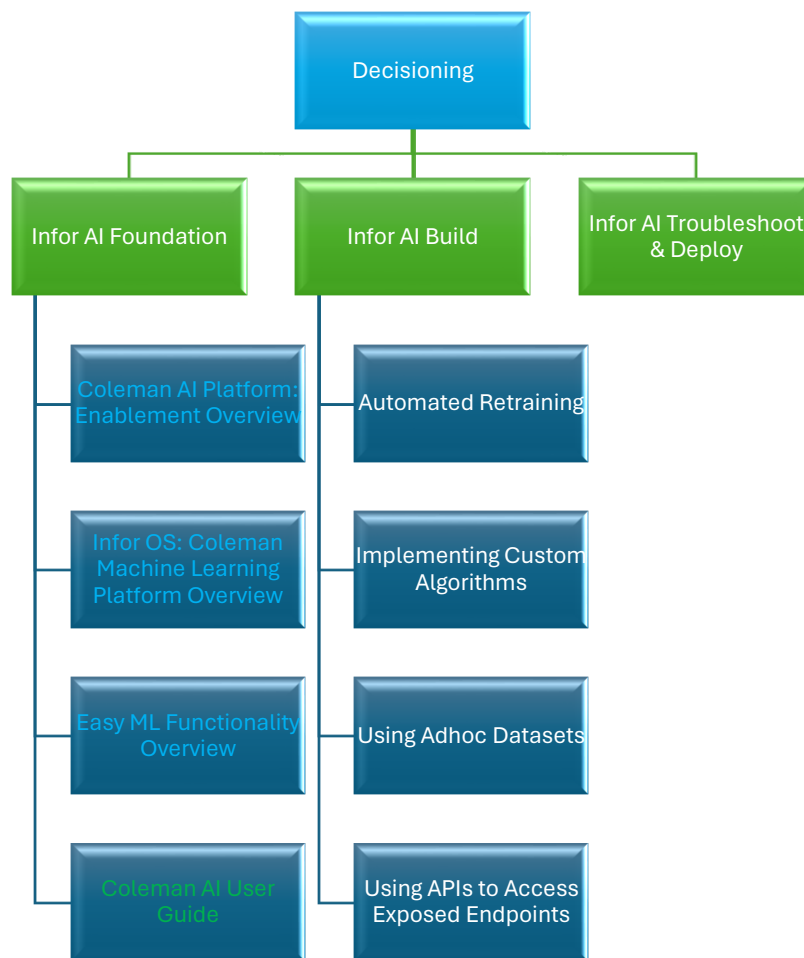 Decisioning
Infor AI Foundation
Infor AI Build
Infor AI Troubleshoot
& Deploy
Coleman AI Platform:
Enablement Overview
Infor OS: Coleman
Machine Learning
Platform Overview
Easy ML Functionality
Overview
Coleman AI User
Guide
Automated Retraining
Implementing Custom
Algorithms
Using Adhoc Datasets
Using APIs to Access
Exposed Endpoints